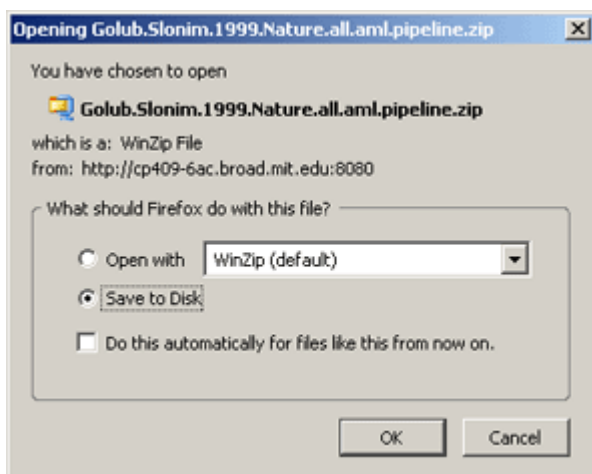 Opening Golub.Slonim.1999.Nature.all.aml.pipeline.zip
You have chosen to open
Golub.Slonim.1999.Nature.all.aml.pipeline.zip
which is a: WinZip File
from: http://cp409-6ac.broad.mit.edu:8080
What should Firefox do with this file?
Open with WinZip (default)
Save to Disk
Do this automatically for files like this from now on.
OK Cancel